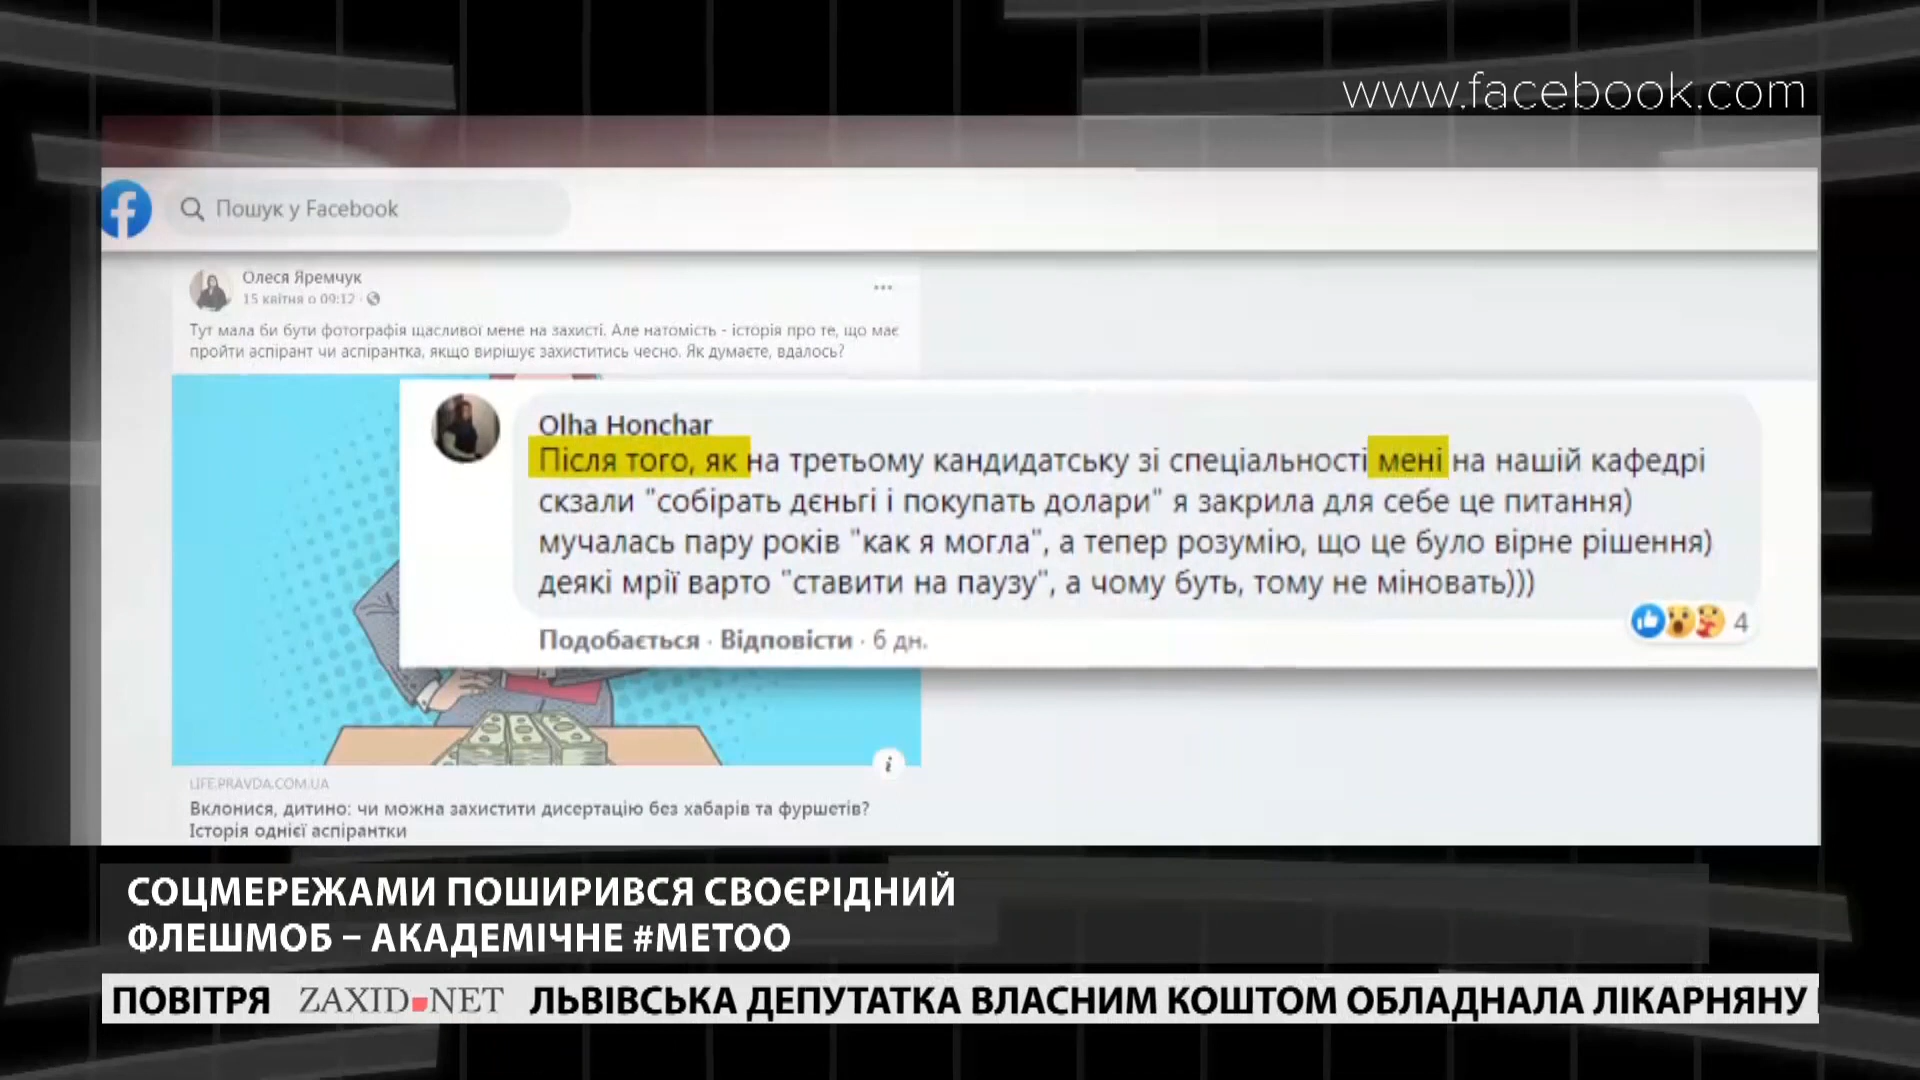 www.facebook.com
Пошук у Facebook
Олеся Яремчук
15 квітня о 09:12 ·
Тут мала би бути фотографія щасливої мене на захисті. Але натомість - історія про те, що має
пройти аспірант чи аспірантка, якщо вирішує захиститись чесно. Як думаєте, вдалось?
Olha Honchar
Після того, як на третьому кандидатську зі спеціальності мені на нашій кафедрі
скзали "собірать дєньгі і покупать долари" я закрила для себе це питання)
мучалась пару років "как я могла", а тепер розумію, що це було вірне рішення)
деякі мрії варто "ставити на паузу", а чому буть, тому не міновать)))
4
Подобається · Відповісти · 6 дн.
LIFE.PRAVDA.COM.UA
Вклонися, дитино: чи можна захистити дисертацію без хабарів та фуршетів?
Історія однієї аспірантки
СОЦМЕРЕЖАМИ ПОШИРИВСЯ СВОЄРІДНИЙ
ФЛЕШМОБ – АКАДЕМІЧНЕ #METOO
ПОВІТРЯ ZAXID.NET ЛЬВІВСЬКА ДЕПУТАТКА ВЛАСНИМ КОШТОМ ОБЛАДНАЛА ЛІКАРНЯНУ